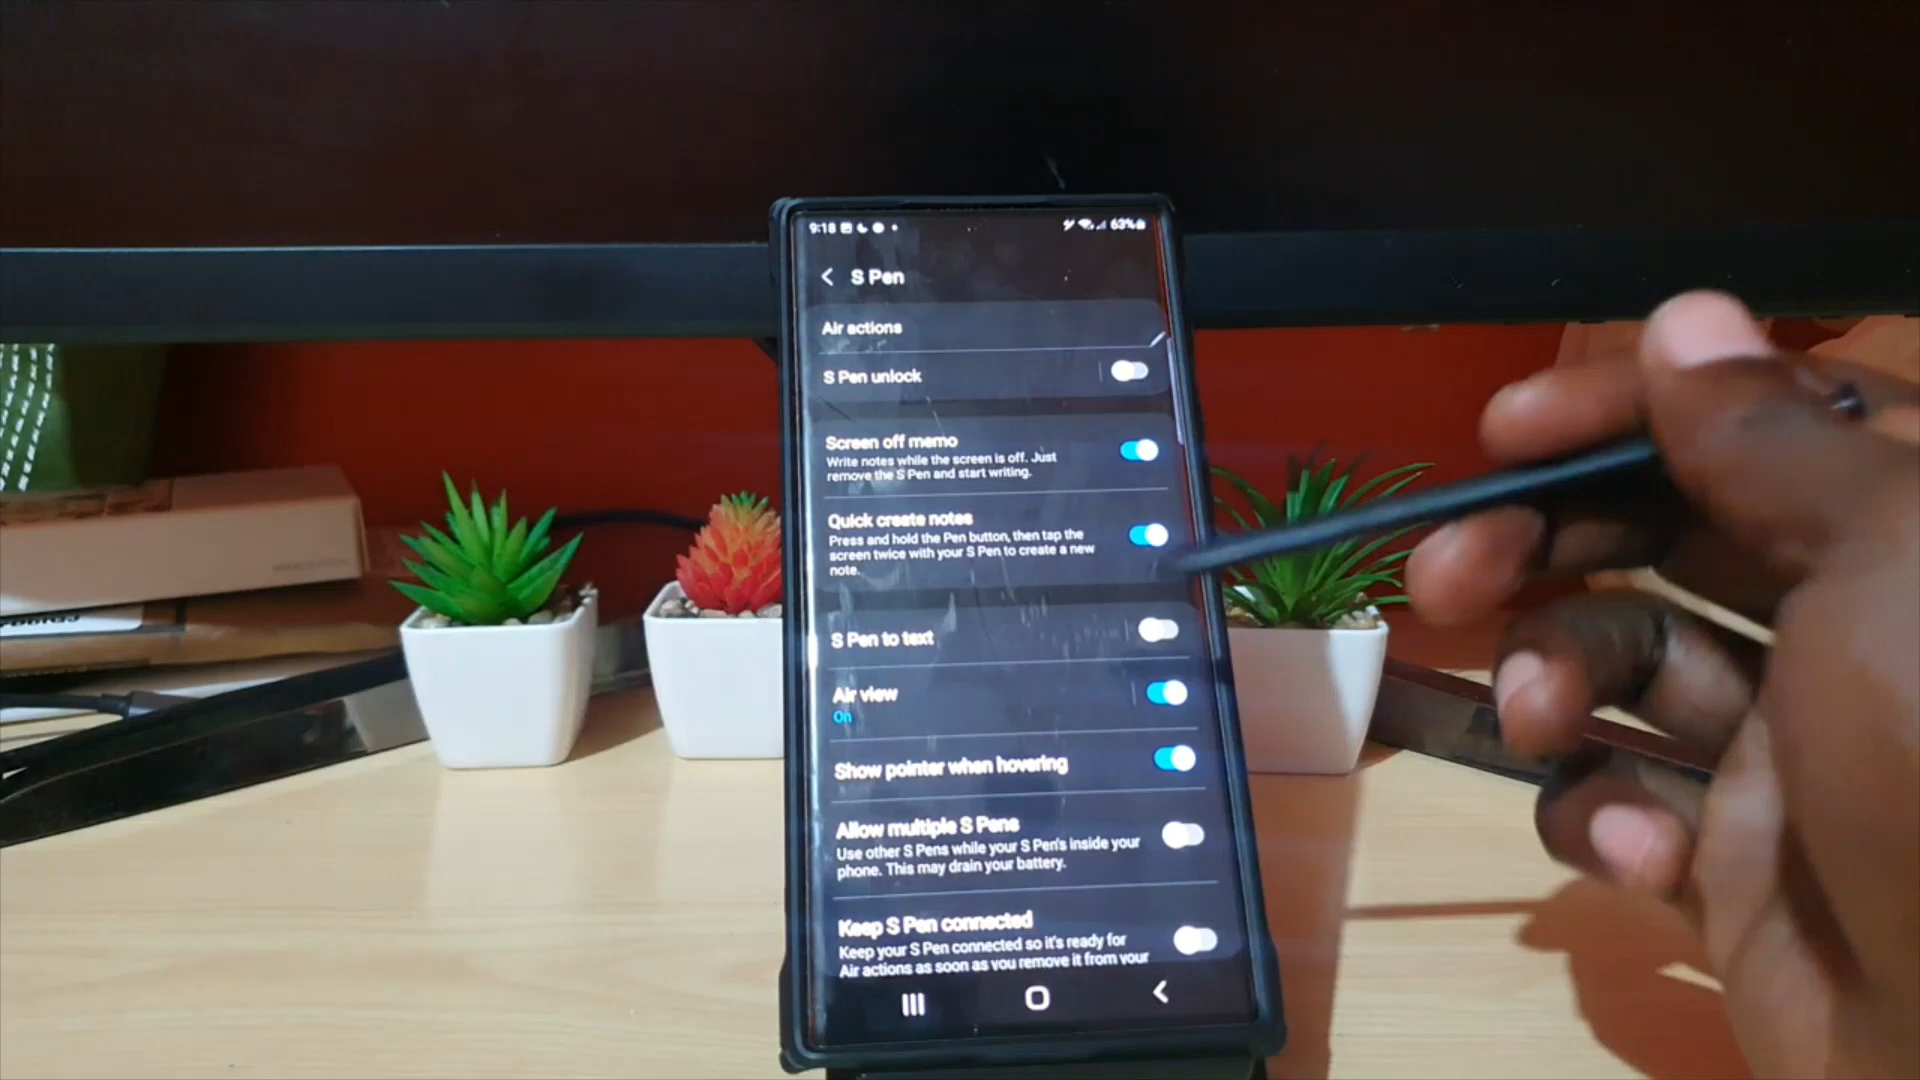 9:18
63%
S Pen
Air actions
S Pen unlock
Screen off memo
Write notes while the screen is off. Just
remove the S Pen and start writing.
Quick create notes
Press and hold the Pen button, then tap the
screen twice with your S Pen to create a new
note.
S Pen to text
Air view
On
Show pointer when hovering
Allow multiple S Pens
Use other S Pens while your S Pen's inside your
phone. This may drain your battery.
Keep S Pen connected
Keep your S Pen connected so it's ready for
Air actions as soon as you remove it from your